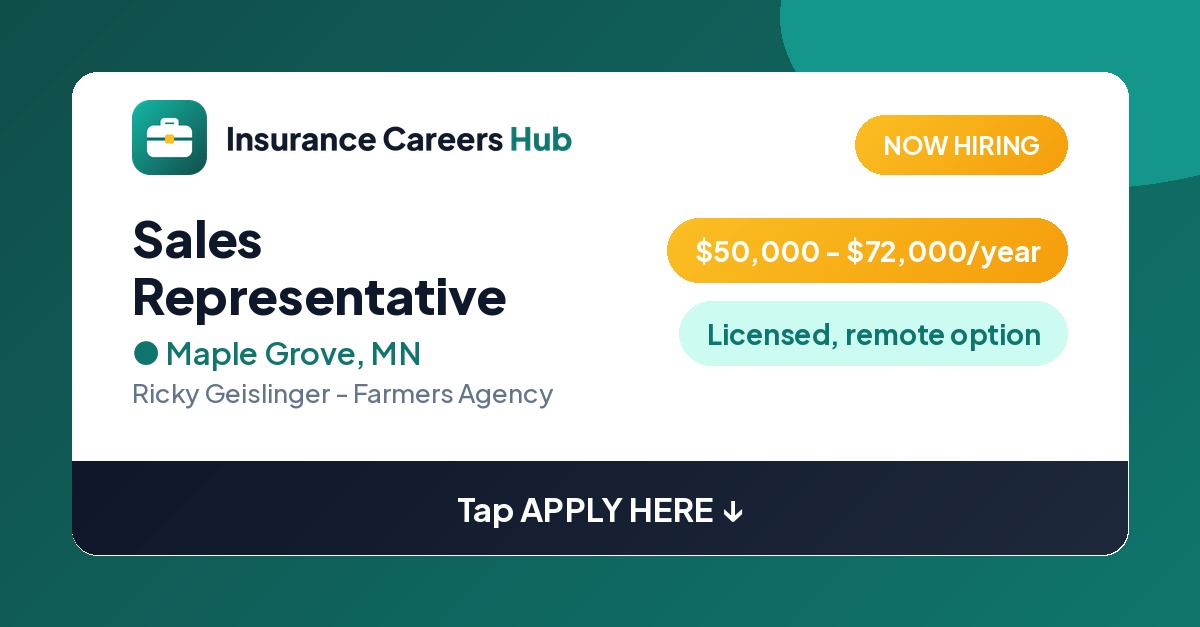 Insurance Careers Hub
NOW HIRING
Sales
Representative
Maple Grove, MN
Ricky Geislinger – Farmers Agency
$50,000 – $72,000/year
Licensed, remote option
Tap APPLY HERE ↓